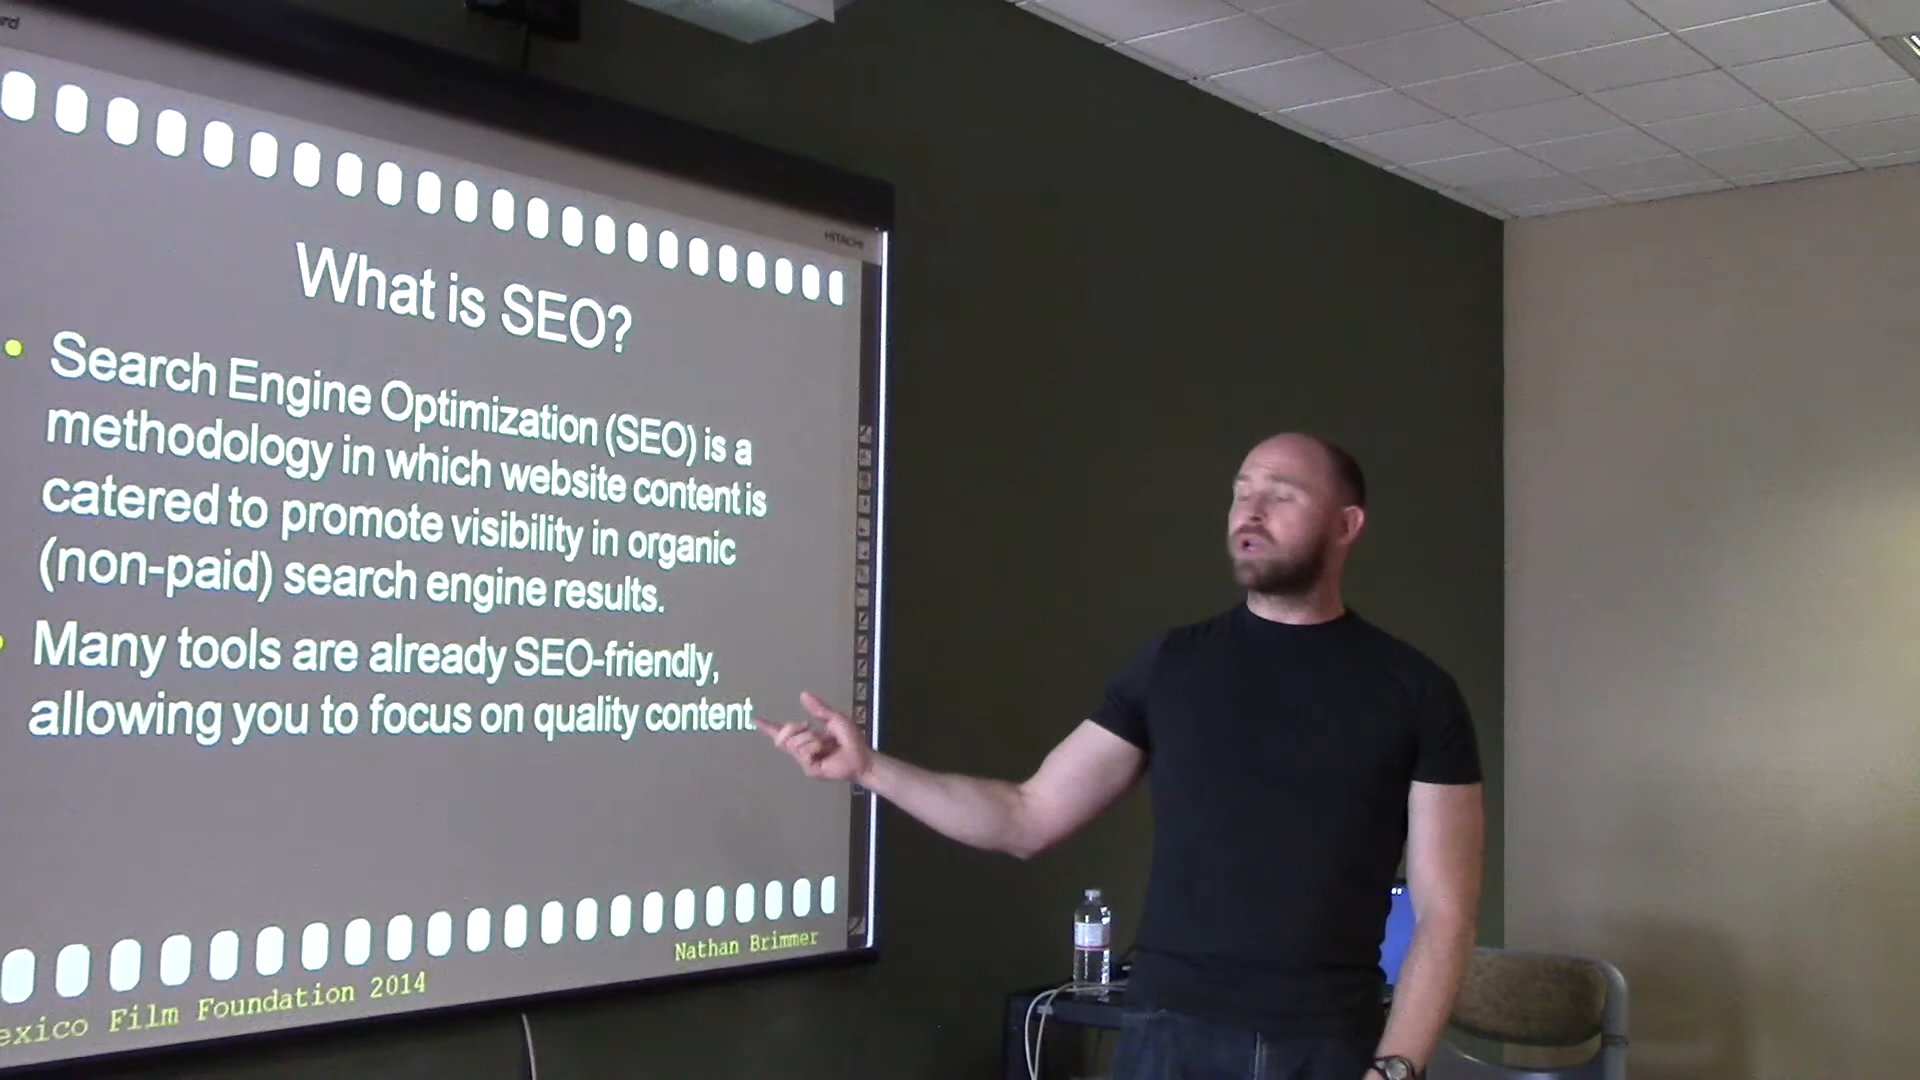 HITACHI
What is SEO?
Search Engine Optimization (SEO) is a
methodology in which website content is
catered to promote visibility in organic
(non-paid) search engine results.
Many tools are already SEO-friendly,
allowing you to focus on quality content.
Nathan Brimmer
exico Film Foundation 2014